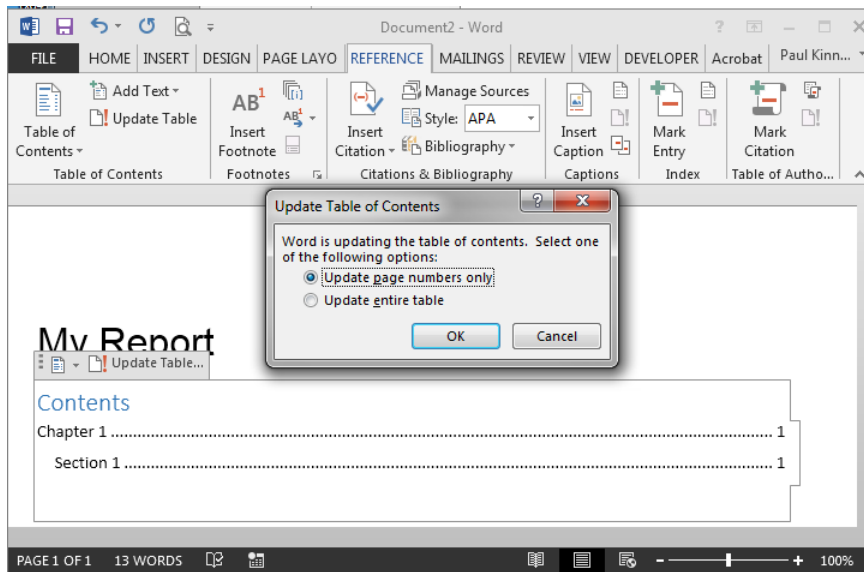 Document2 - Word
FILE HOME INSERT DESIGN PAGE LAYO REFERENCE MAILINGS REVIEW VIEW DEVELOPER Acrobat Paul Kinn...
Table of Contents
Add Text
Update Table
Table of Contents
AB1
Insert Footnote
AB1
Footnotes
Insert Citation
Manage Sources
Style: APA
Bibliography
Citations & Bibliography
Insert Caption
Captions
Mark Entry
Index
Mark Citation
Table of Autho...
Update Table of Contents
Word is updating the table of contents. Select one
of the following options:
Update page numbers only
Update entire table
OK Cancel
My Report
Update Table...
Contents
Chapter 1 ........ 1
Section 1 ........ 1
PAGE 1 OF 1 13 WORDS 100%